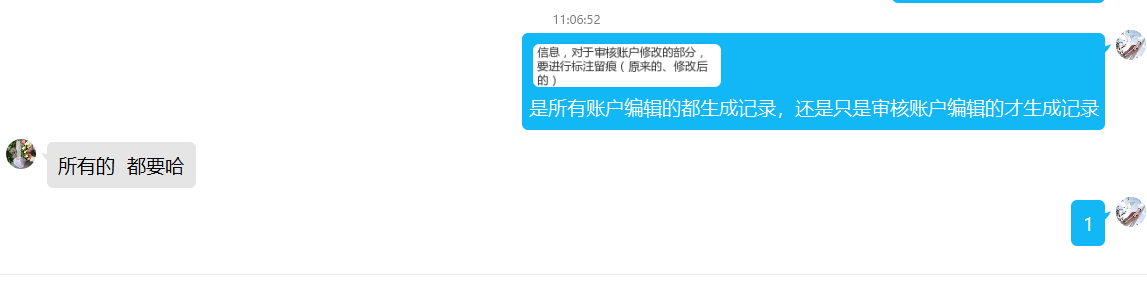 11:06:52
信息，对于审核账户修改的部分，
要进行标注留痕（原来的、修改后
的）
是所有账户编辑的都生成记录，还是只是审核账户编辑的才生成记录
所有的  都要哈
1